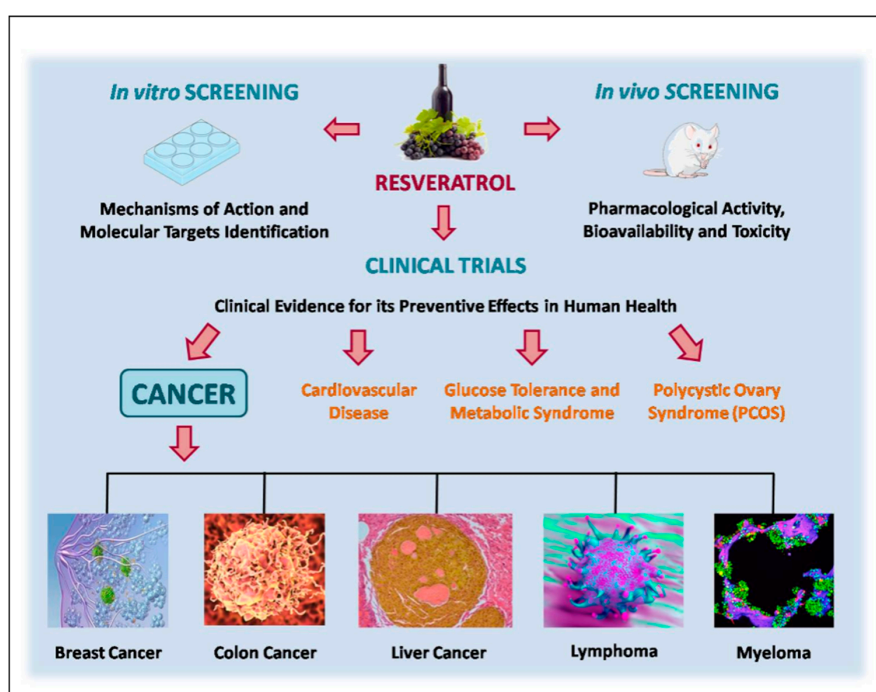 In vitro SCREENING
In vivo SCREENING
RESVERATROL
Mechanisms of Action and
Molecular Targets Identification
Pharmacological Activity,
Bioavailability and Toxicity
CLINICAL TRIALS
Clinical Evidence for its Preventive Effects in Human Health
CANCER
Cardiovascular
Disease
Glucose Tolerance and
Metabolic Syndrome
Polycystic Ovary
Syndrome (PCOS)
Breast Cancer
Colon Cancer
Liver Cancer
Lymphoma
Myeloma